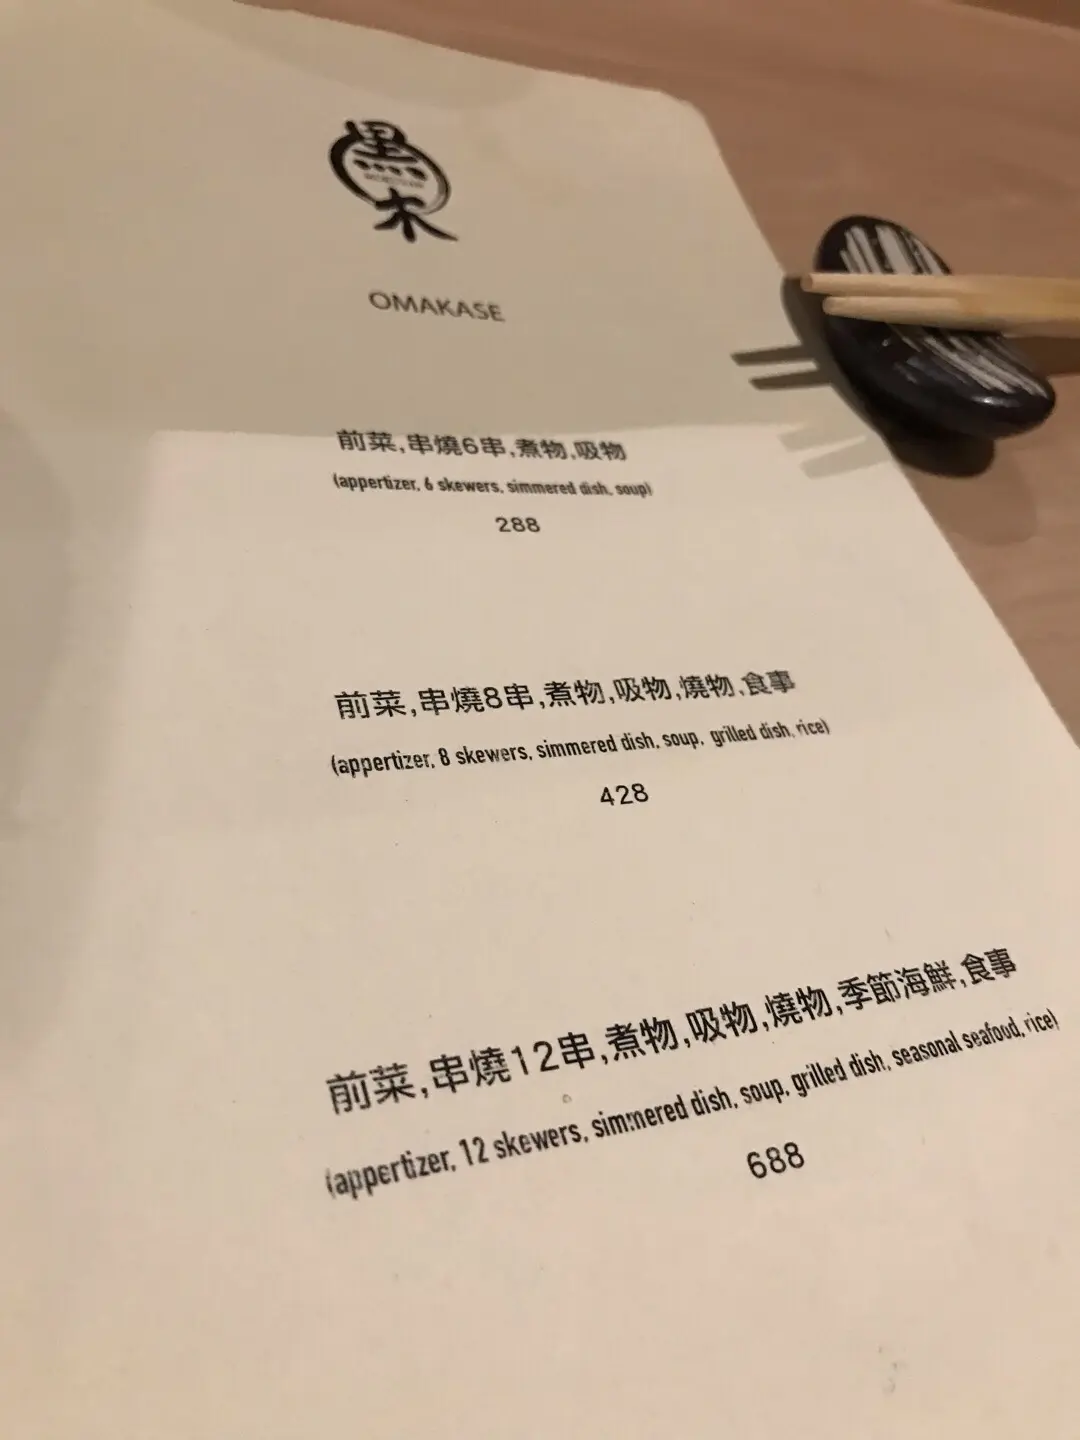 黒木
OMAKASE
前菜,串燒6串,煮物,吸物
(appertizer, 6 skewers, simmered dish, soup)
288
前菜,串燒8串,煮物,吸物,燒物,食事
(appertizer, 8 skewers, simmered dish, soup, grilled dish, rice)
428
前菜,串燒12串,煮物,吸物,燒物,季節海鮮,食事
(appertizer, 12 skewers, simmered dish, soup, grilled dish, seasonal seafood, rice)
688